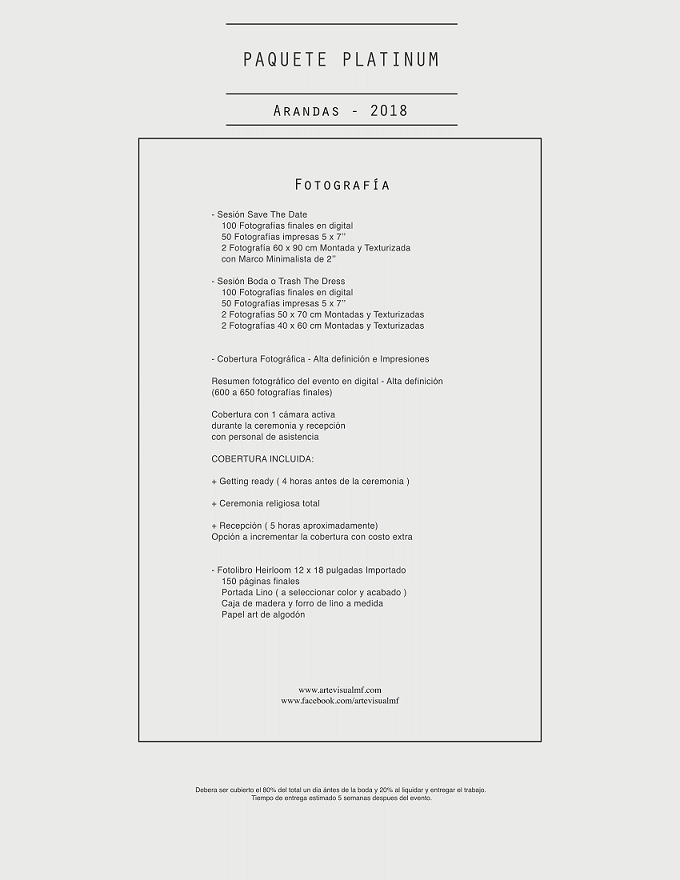 PAQUETE PLATINUM
Arandas - 2018
Fotografía
- Sesión Save The Date
100 Fotografías finales en digital
50 Fotografías impresas 5 x 7’’
2 Fotografía 60 x 90 cm Montada y Texturizada
con Marco Minimalista de 2’’
- Sesión Boda o Trash The Dress
100 Fotografías finales en digital
50 Fotografías impresas 5 x 7’’
2 Fotografías 50 x 70 cm Montadas y Texturizadas
2 Fotografías 40 x 60 cm Montadas y Texturizadas
- Cobertura Fotográfica - Alta definición e Impresiones
Resumen fotográfico del evento en digital - Alta definición
(600 a 650 fotografías finales)
Cobertura con 1 cámara activa
durante la ceremonia y recepción
con personal de asistencia
COBERTURA INCLUIDA:
+ Getting ready ( 4 horas antes de la ceremonia )
+ Ceremonia religiosa total
+ Recepción ( 5 horas aproximadamente)
Opción a incrementar la cobertura con costo extra
- Fotolibro Heirloom 12 x 18 pulgadas Importado
150 páginas finales
Portada Lino ( a seleccionar color y acabado )
Caja de madera y forro de lino a medida
Papel art de algodón
www.artevisualmf.com
www.facebook.com/artevisualmf
Debera ser cubierto el 80% del total un dia ántes de la boda y 20% al liquidar y entregar el trabajo.
Tiempo de entrega estimado 5 semanas despues del evento.